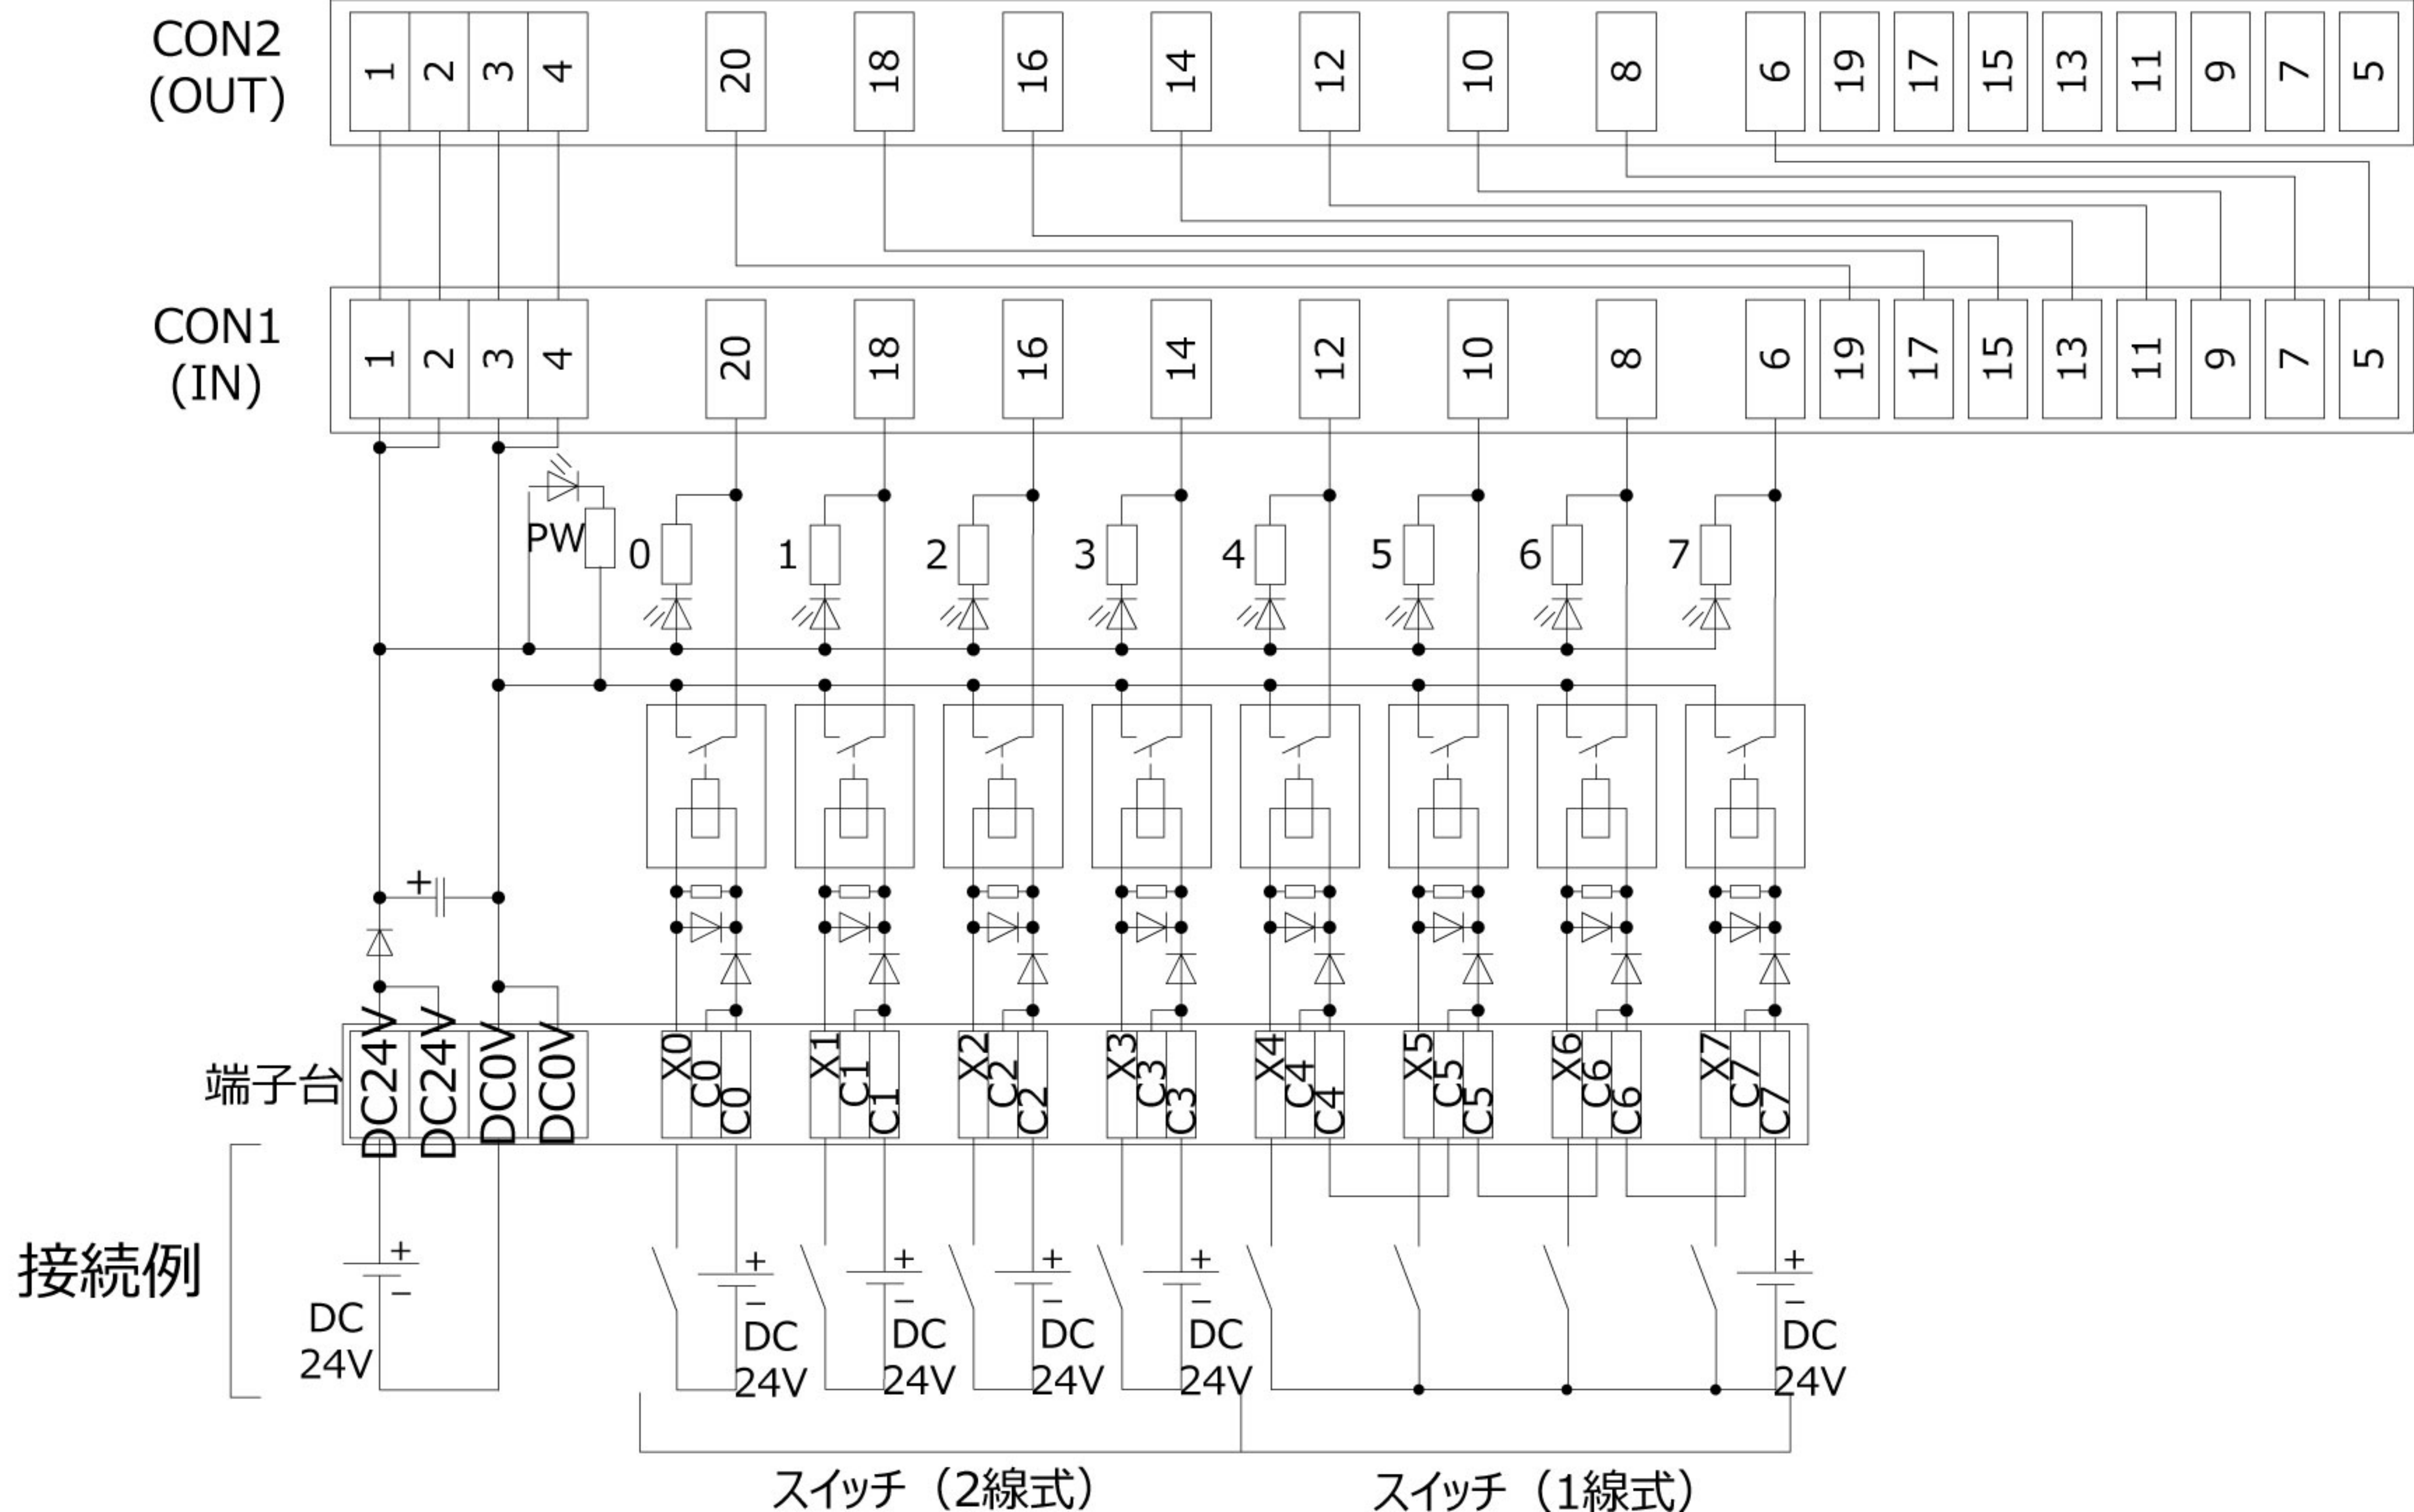 CON2
(OUT)
1 2 3 4 20 18 16 14 12 10 8 6 19 17 15 13 11 9 7 5
CON1
(IN)
1 2 3 4 20 18 16 14 12 10 8 6 19 17 15 13 11 9 7 5
PW 0 1 2 3 4 5 6 7
+
端子台
DC24V DC24V DC0V DC0V X0 C0 C0 X1 C1 C1 X2 C2 C2 X3 C3 C3 X4 C4 C4 X5 C5 C5 X6 C6 C6 X7 C7 C7
接続例
+ + + + + +
− − − − − −
DC DC DC DC DC DC
24V 24V 24V 24V 24V 24V
スイッチ（2線式） スイッチ（1線式）